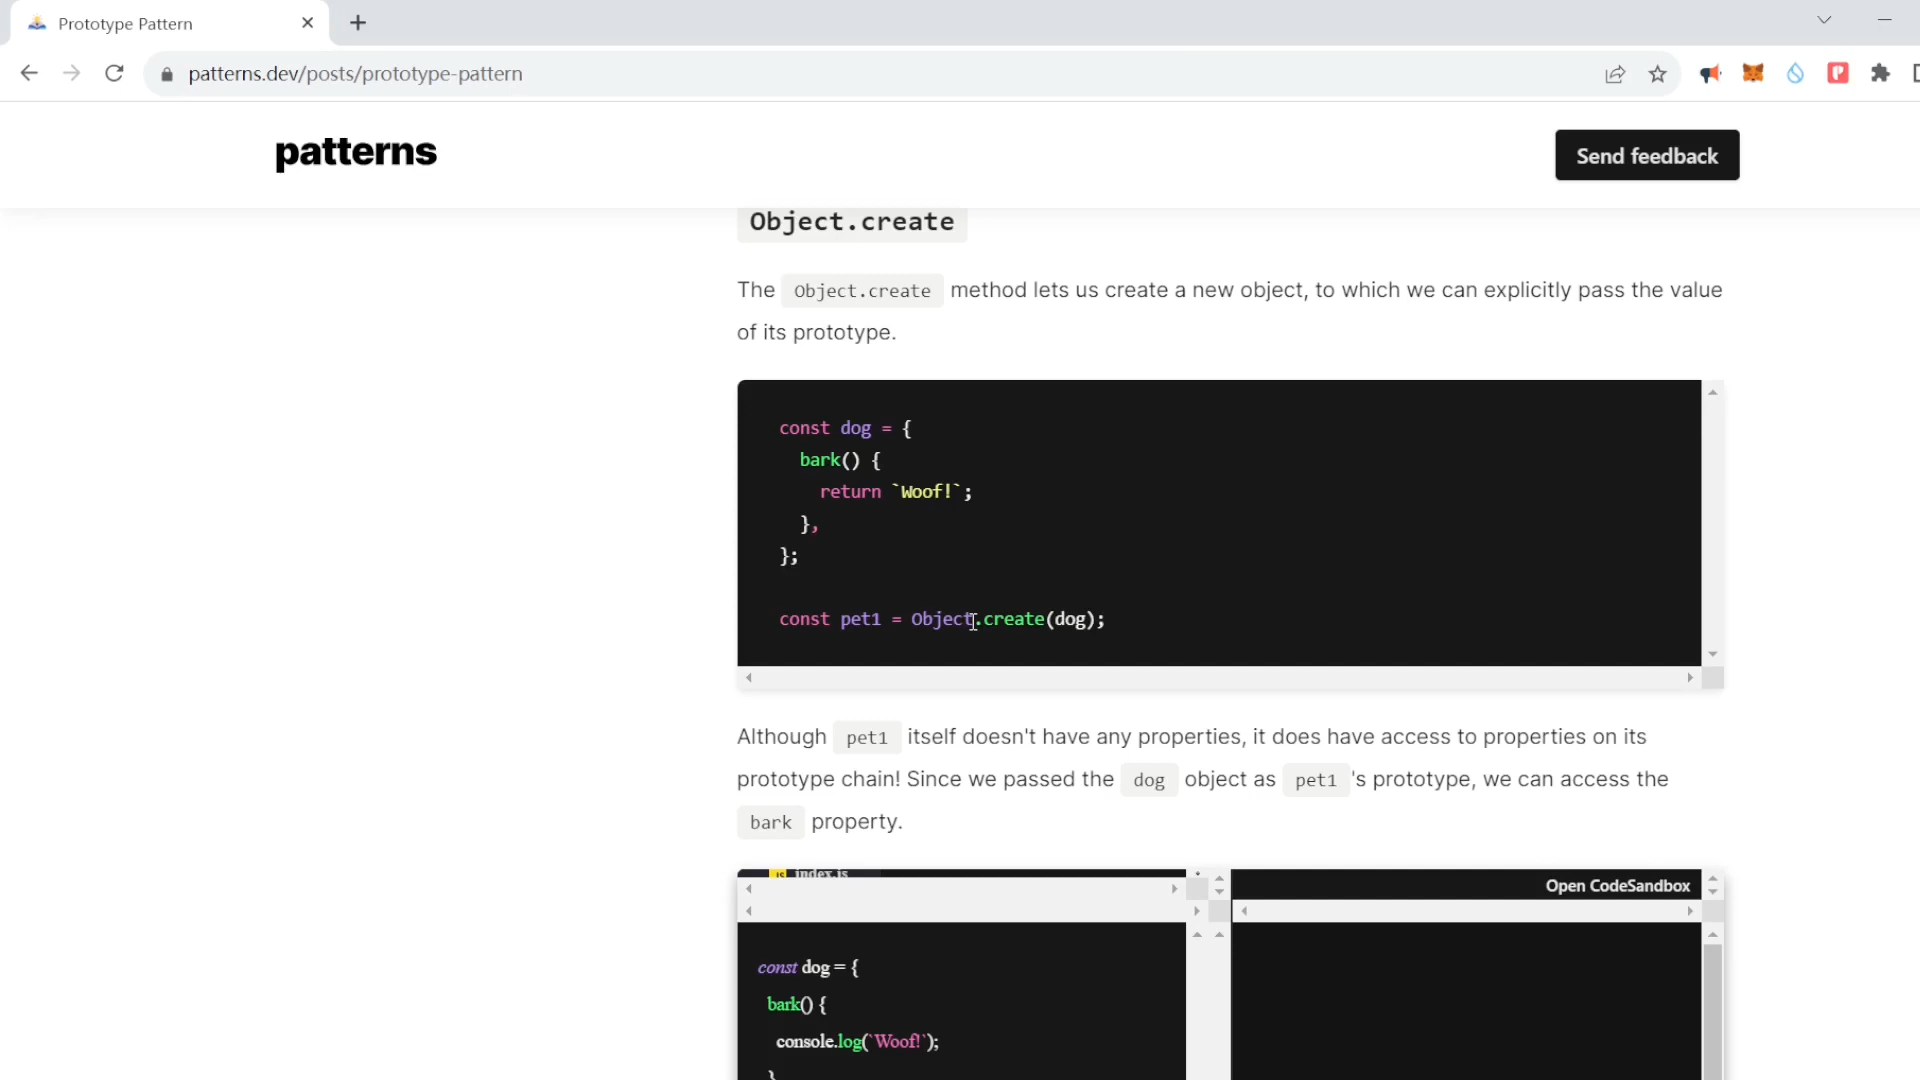 Prototype Pattern
patterns.dev/posts/prototype-pattern
patterns
Send feedback
Object.create
The Object.create method lets us create a new object, to which we can explicitly pass the value
of its prototype.
const dog = {
bark() {
return `Woof!`;
},
};
const pet1 = Object.create(dog);
Although pet1 itself doesn't have any properties, it does have access to properties on its
prototype chain! Since we passed the dog object as pet1 's prototype, we can access the
bark property.
JS index.js
Open CodeSandbox
const dog = {
bark() {
console.log(`Woof!`);
}